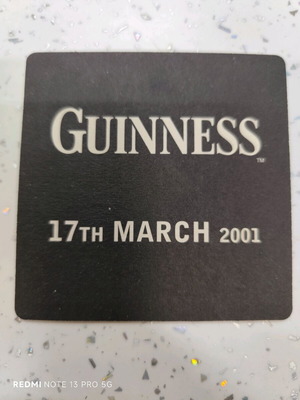 GUINNESS
TM
17TH MARCH 2001
REDMI NOTE 13 PRO 5G